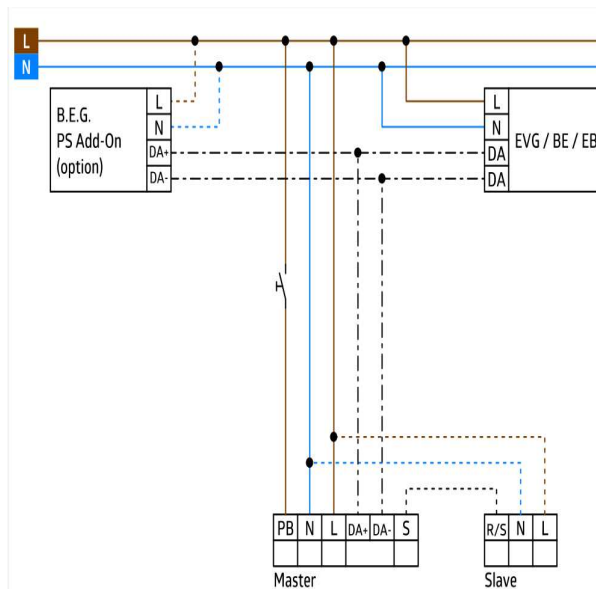 L
N
B.E.G.
PS Add-On
(option)
L
N
DA+
DA-
L
N
DA
DA
EVG / BE / EB
PB N L DA+ DA- S
Master
R/S N L
Slave